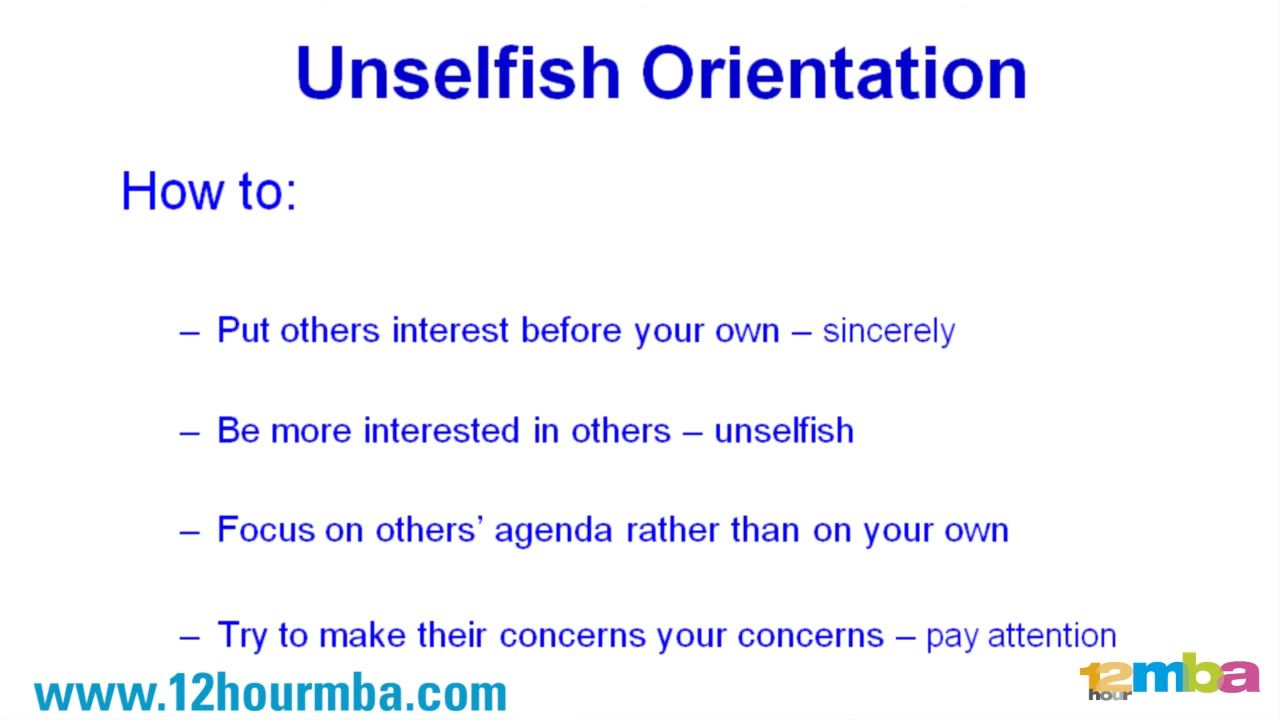 Unselfish Orientation
How to:
– Put others interest before your own – sincerely
– Be more interested in others – unselfish
– Focus on others’ agenda rather than on your own
– Try to make their concerns your concerns – pay attention
www.12hourmba.com
12mba
hour